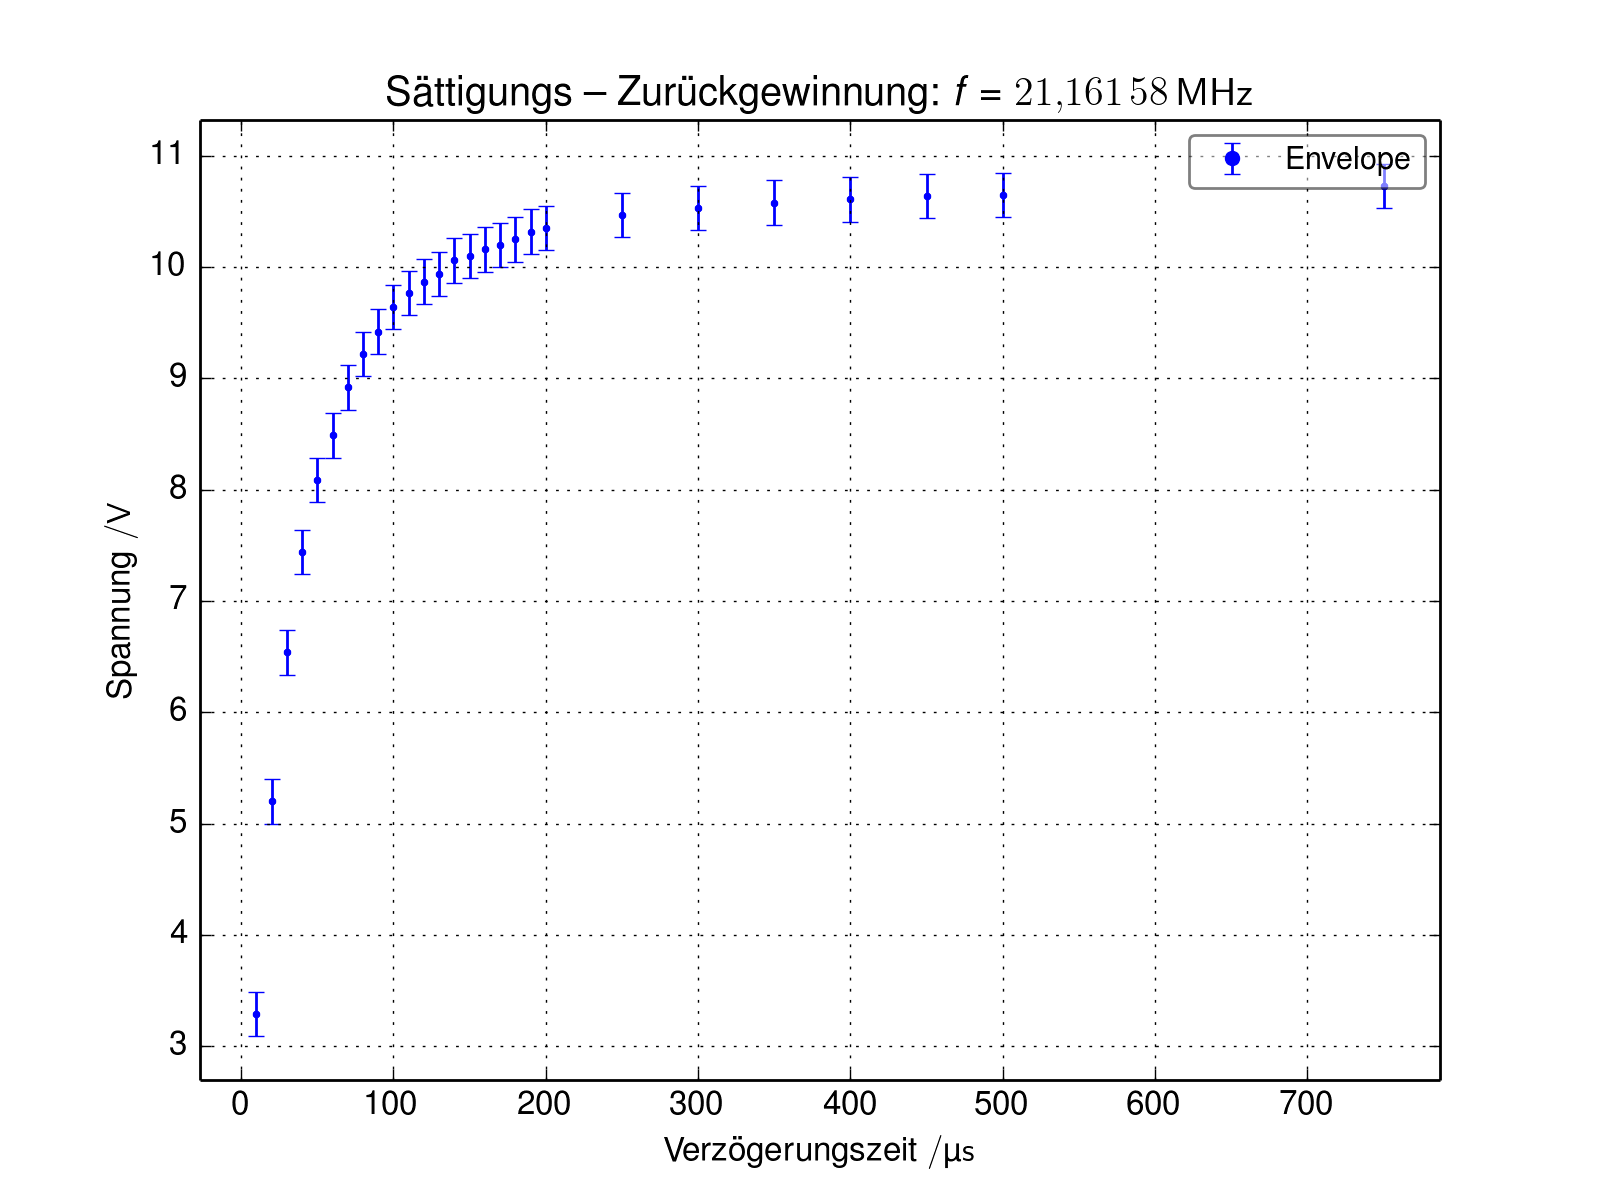 Sättigungs – Zurückgewinnung: f = 21,161 58 MHz
Envelope
11
10
9
8
7
6
5
4
3
Spannung /V
0 100 200 300 400 500 600 700
Verzögerungszeit /µs